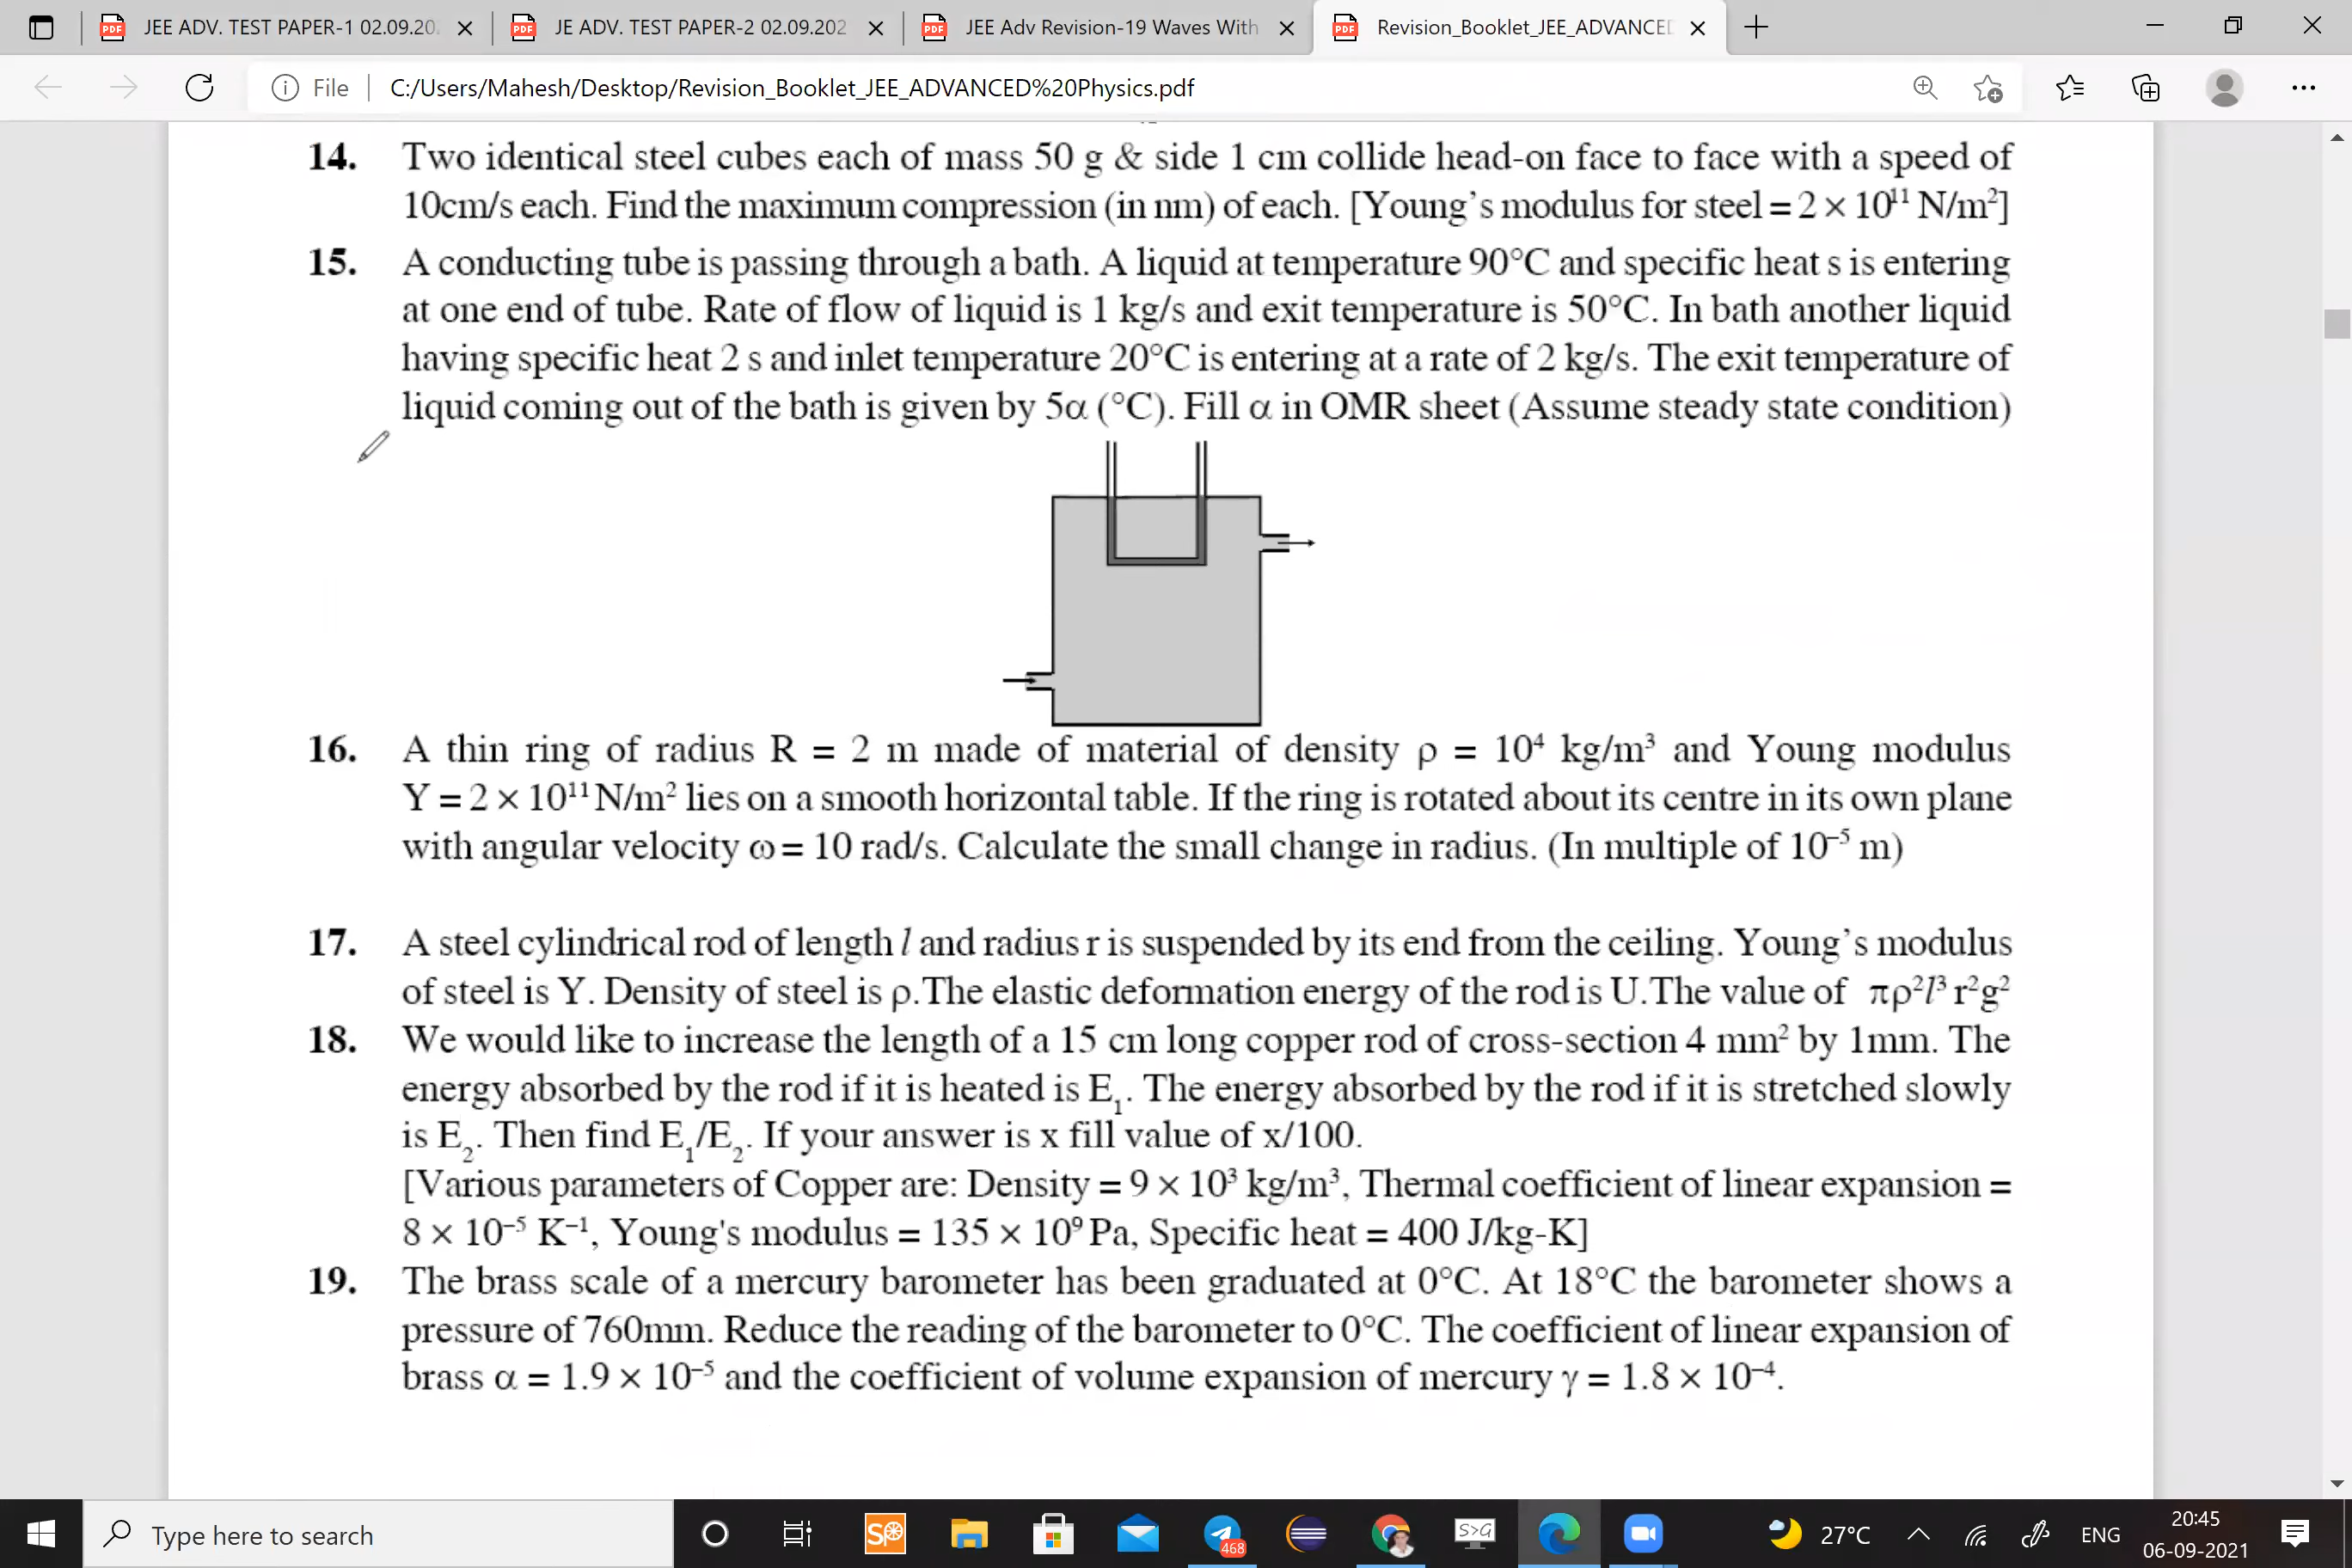 JEE ADV. TEST PAPER-1 02.09.20
JE ADV. TEST PAPER-2 02.09.202
JEE Adv Revision-19 Waves With
Revision_Booklet_JEE_ADVANCED
File
C:/Users/Mahesh/Desktop/Revision_Booklet_JEE_ADVANCED%20Physics.pdf
14. Two identical steel cubes each of mass 50 g & side 1 cm collide head-on face to face with a speed of
10cm/s each. Find the maximum compression (in nm) of each. [Young's modulus for steel = 2 × 10¹¹ N/m²]
15. A conducting tube is passing through a bath. A liquid at temperature 90°C and specific heat s is entering
at one end of tube. Rate of flow of liquid is 1 kg/s and exit temperature is 50°C. In bath another liquid
having specific heat 2 s and inlet temperature 20°C is entering at a rate of 2 kg/s. The exit temperature of
liquid coming out of the bath is given by 5α (°C). Fill α in OMR sheet (Assume steady state condition)
16. A thin ring of radius R = 2 m made of material of density ρ = 10⁴ kg/m³ and Young modulus
Y = 2 × 10¹¹ N/m² lies on a smooth horizontal table. If the ring is rotated about its centre in its own plane
with angular velocity ω = 10 rad/s. Calculate the small change in radius. (In multiple of 10⁻⁵ m)
17. A steel cylindrical rod of length l and radius r is suspended by its end from the ceiling. Young's modulus
of steel is Y. Density of steel is ρ.The elastic deformation energy of the rod is U.The value of πρ²l³ r²g²
18. We would like to increase the length of a 15 cm long copper rod of cross-section 4 mm² by 1mm. The
energy absorbed by the rod if it is heated is E₁. The energy absorbed by the rod if it is stretched slowly
is E₂. Then find E₁/E₂. If your answer is x fill value of x/100.
[Various parameters of Copper are: Density = 9 × 10³ kg/m³, Thermal coefficient of linear expansion =
8 × 10⁻⁵ K⁻¹, Young's modulus = 135 × 10⁹ Pa, Specific heat = 400 J/kg-K]
19. The brass scale of a mercury barometer has been graduated at 0°C. At 18°C the barometer shows a
pressure of 760mm. Reduce the reading of the barometer to 0°C. The coefficient of linear expansion of
brass α = 1.9 × 10⁻⁵ and the coefficient of volume expansion of mercury γ = 1.8 × 10⁻⁴.
Type here to search
468
S>G
27°C
ENG
20:45
06-09-2021